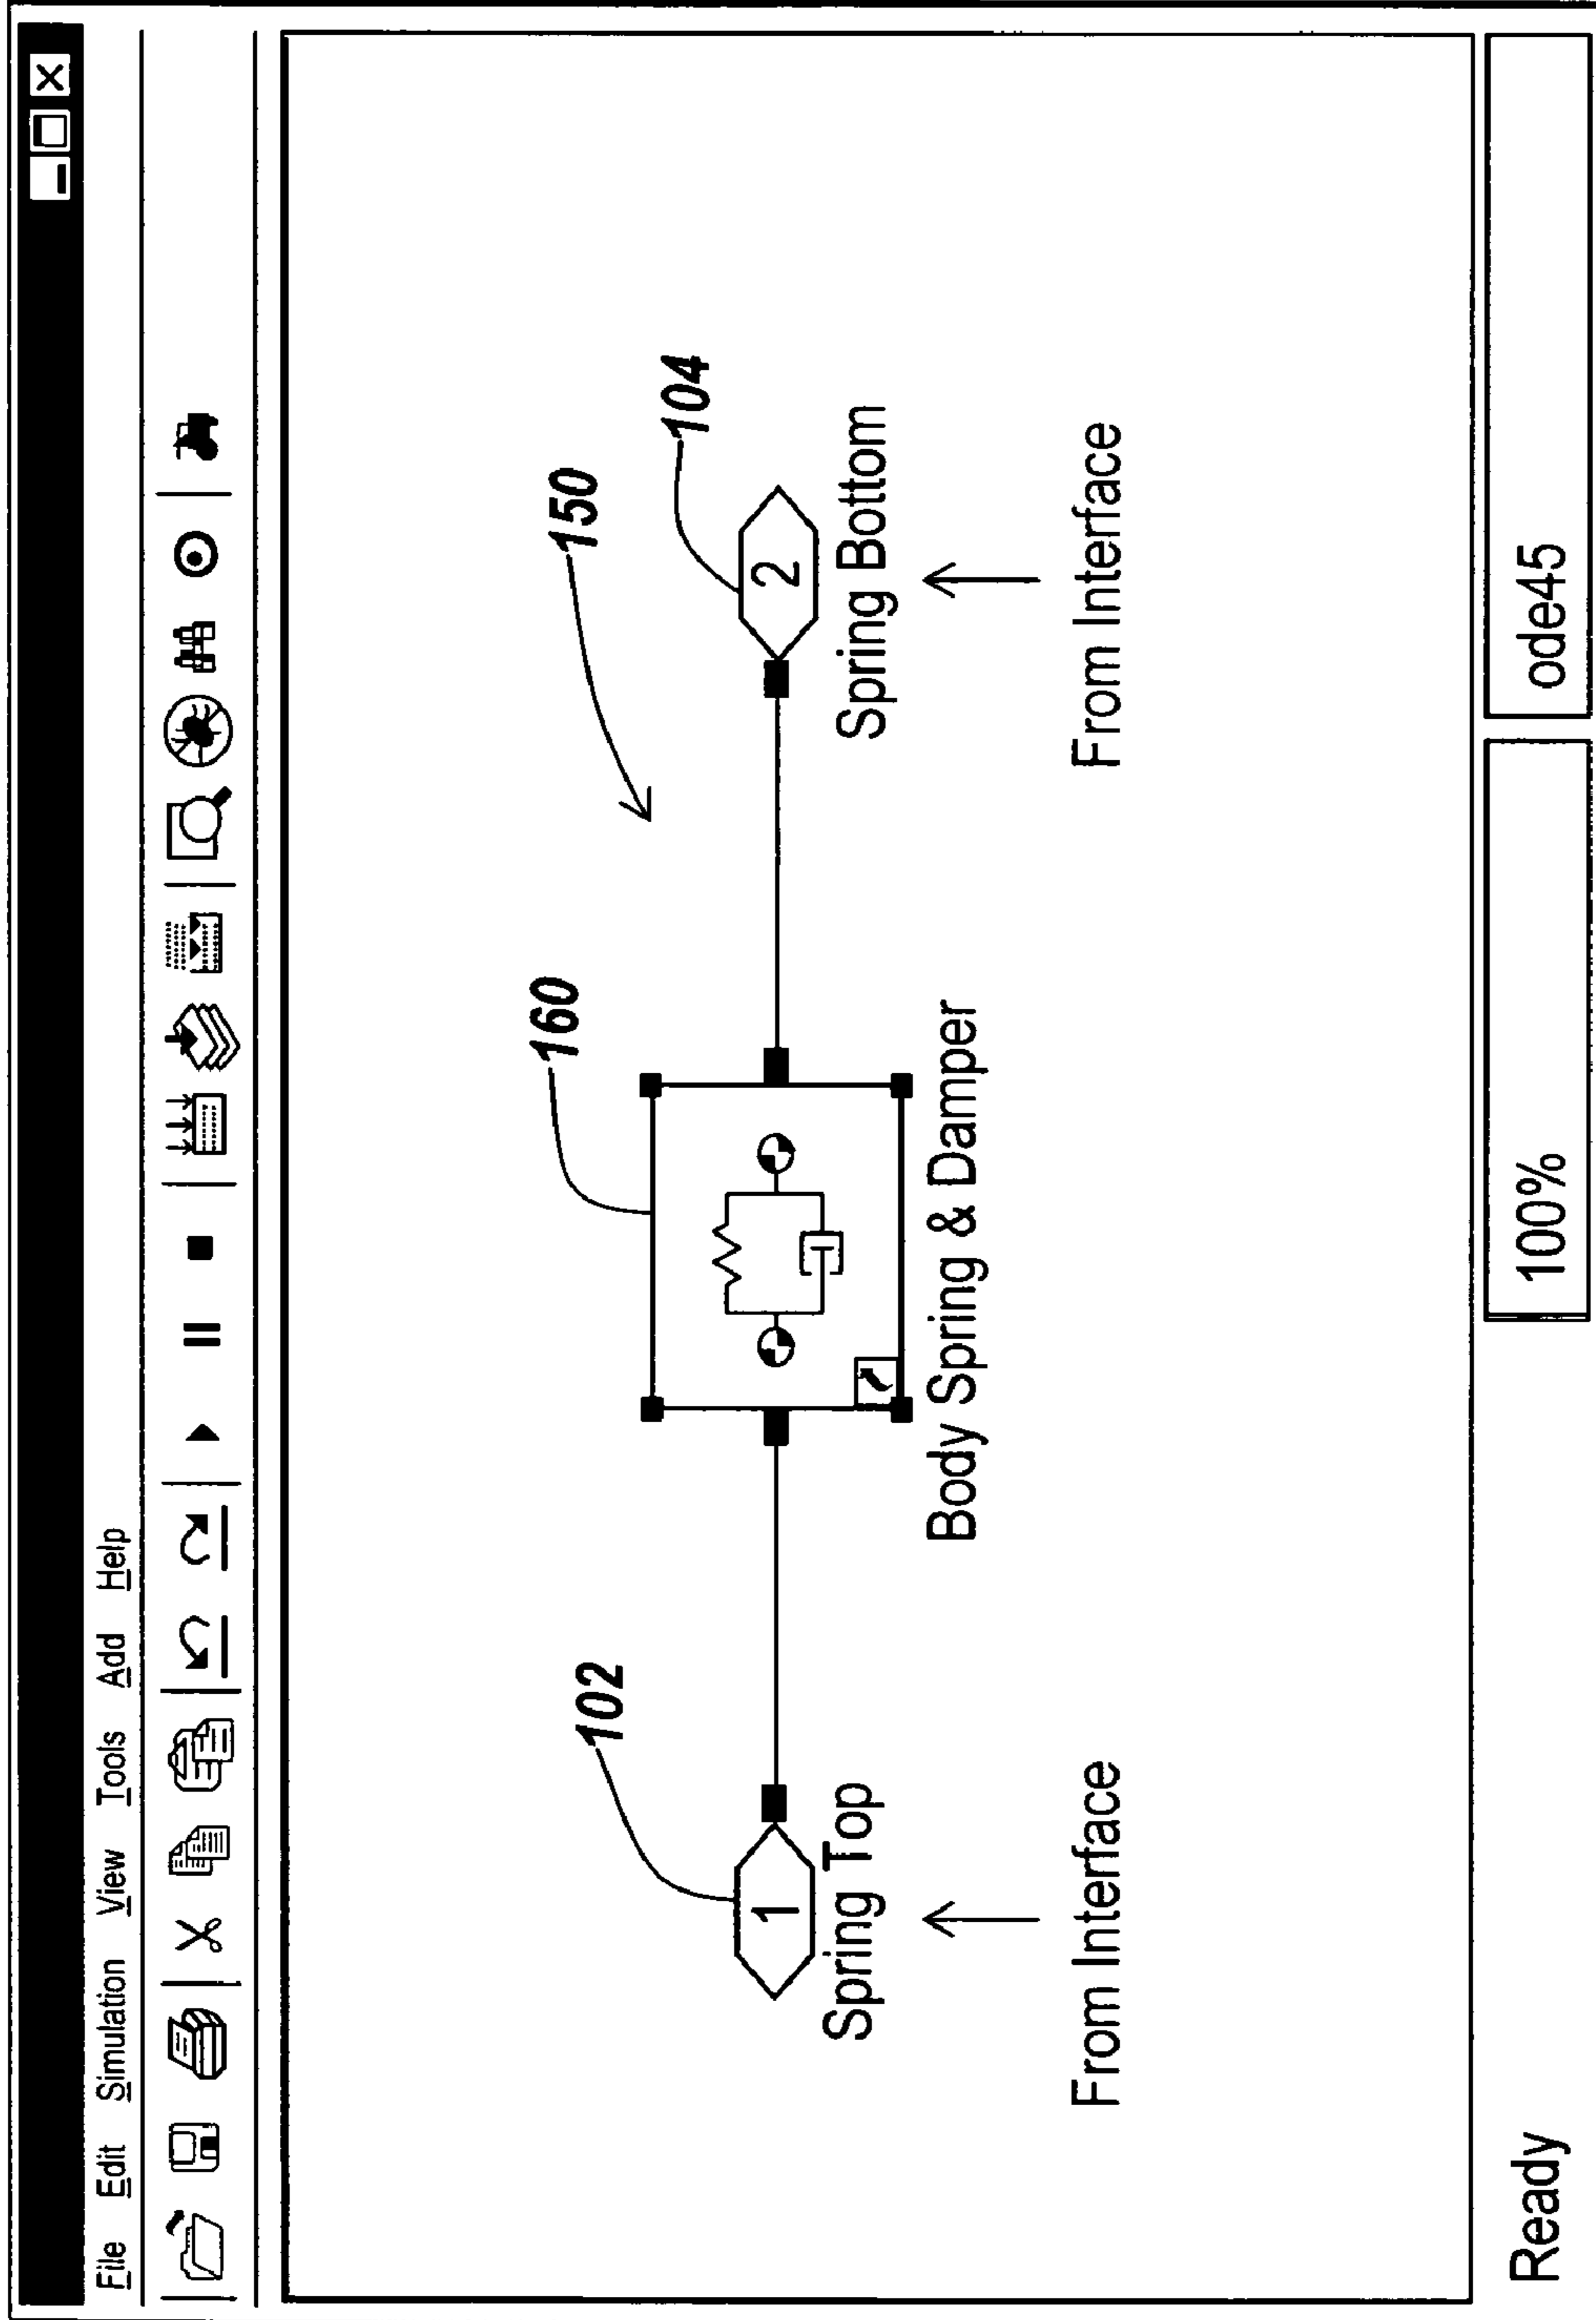 File Edit Simulation View Tools Add Help
102
160
150
104
1
2
Spring Top
Body Spring & Damper
Spring Bottom
From Interface
From Interface
Ready
100%
ode45